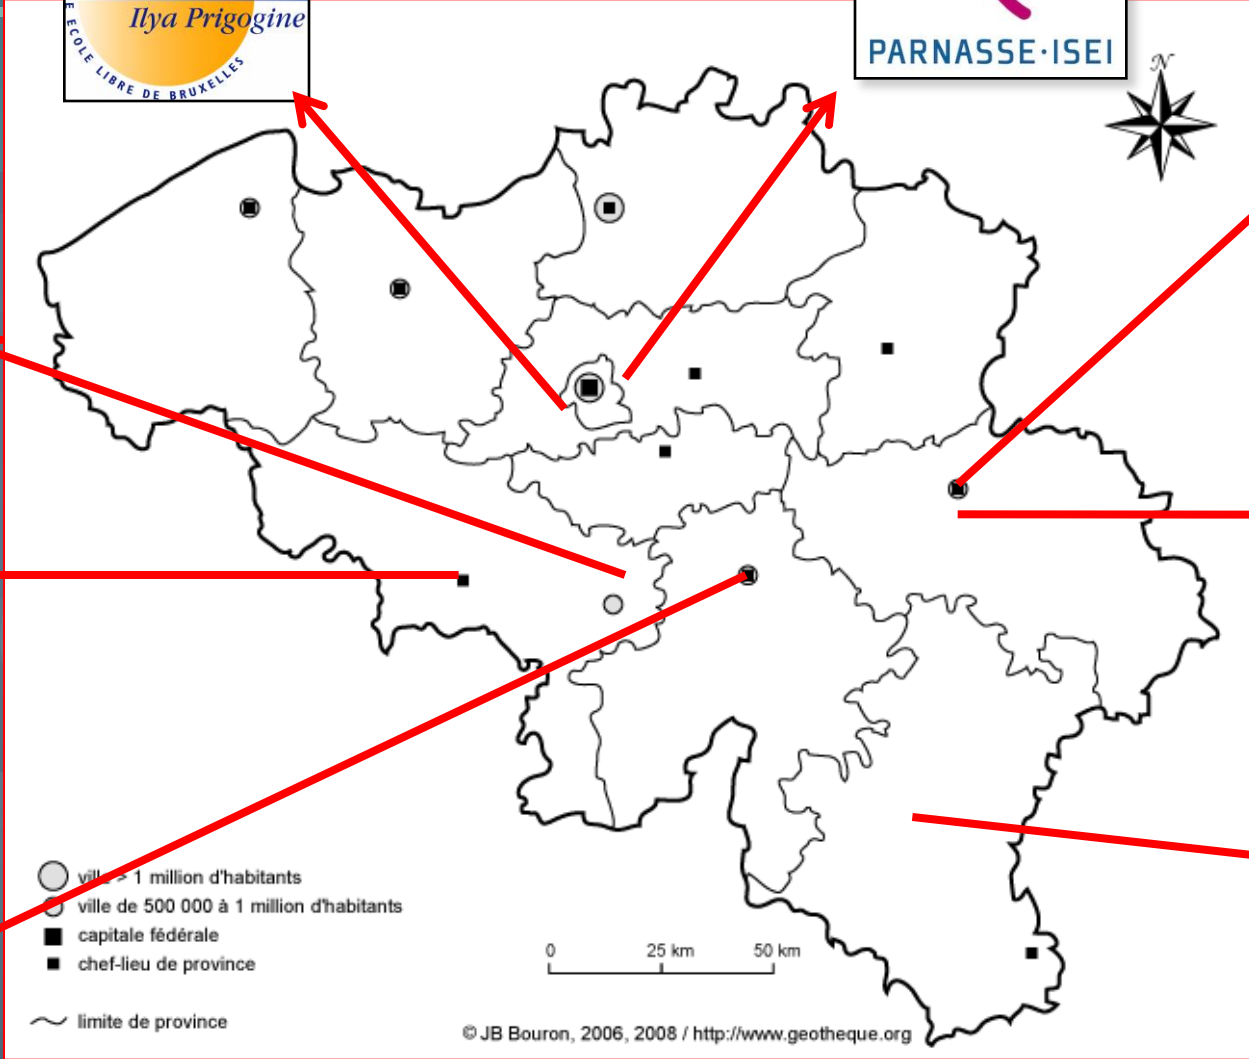 Ilya Prigogine
E ECOLE LIBRE DE BRUXELLES
PARNASSE·ISEI
N
ville > 1 million d'habitants
ville de 500 000 à 1 million d'habitants
capitale fédérale
chef-lieu de province
limite de province
0 25 km 50 km
© JB Bouron, 2006, 2008 / http://www.geotheque.org